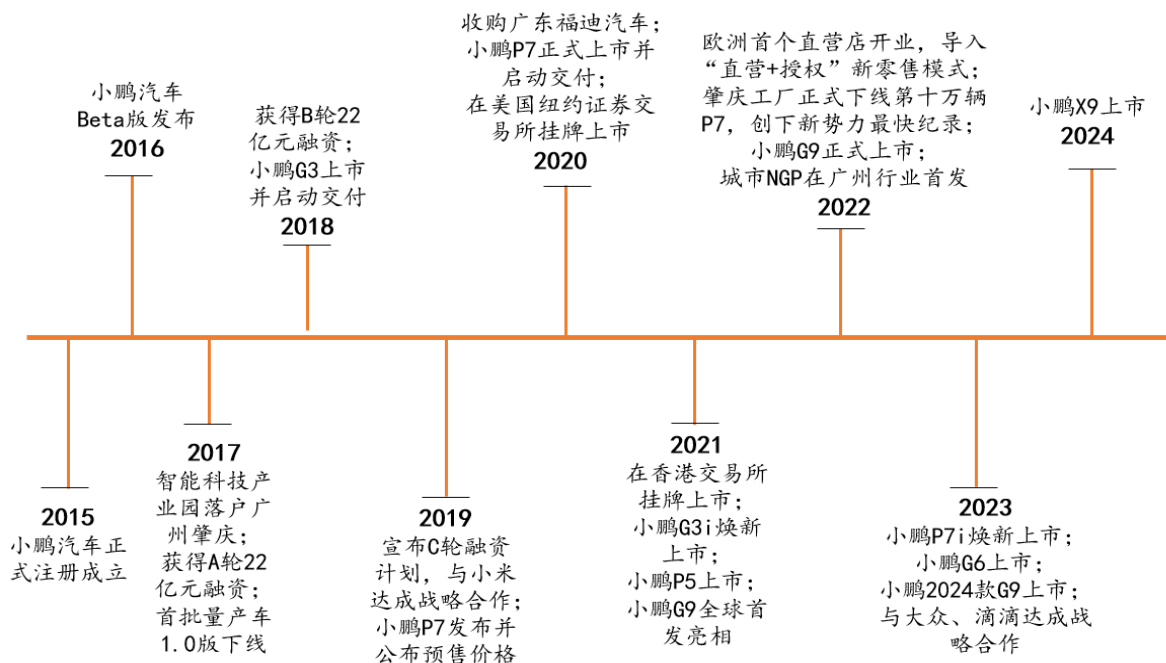 小鹏汽车
Beta版发布
2016
获得B轮22
亿元融资；
小鹏G3上市
并启动交付
2018
收购广东福迪汽车；
小鹏P7正式上市并
启动交付；
在美国纽约证券交
易所挂牌上市
2020
欧洲首个直营店开业，导入
“直营+授权”新零售模式；
肇庆工厂正式下线第十万辆
P7，创下新势力最快纪录；
小鹏G9正式上市；
城市NGP在广州行业首发
2022
小鹏X9上市
2024
2015
小鹏汽车正
式注册成立
2017
智能科技产
业园落户广
州肇庆；
获得A轮22
亿元融资；
首批量产车
1.0版下线
2019
宣布C轮融资
计划，与小米
达成战略合作；
小鹏P7发布并
公布预售价格
2021
在香港交易所
挂牌上市；
小鹏G3i焕新
上市；
小鹏P5上市；
小鹏G9全球首
发亮相
2023
小鹏P7i焕新上市；
小鹏G6上市；
小鹏2024款G9上市；
与大众、滴滴达成战
略合作